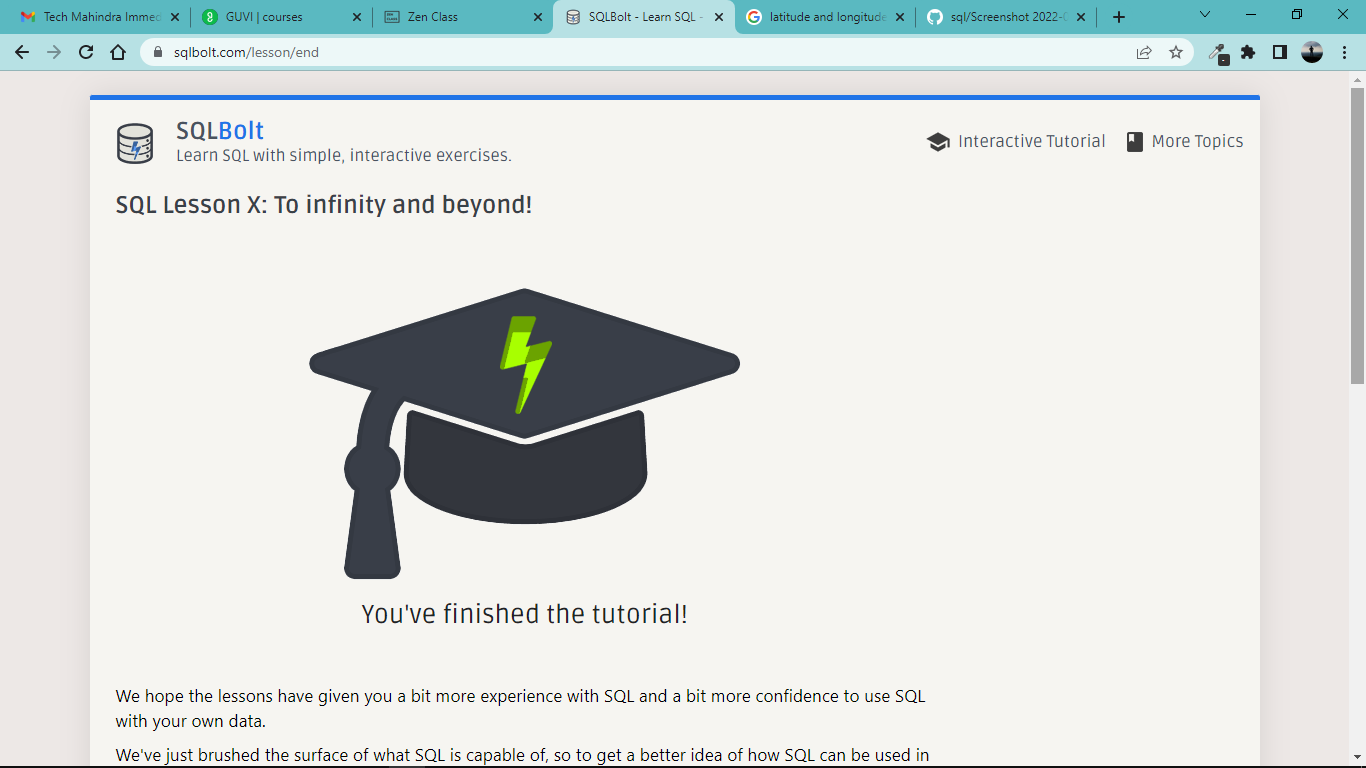 Tech Mahindra Immed
GUVI | courses
Zen Class
SQLBolt - Learn SQL -
latitude and longitude
sql/Screenshot 2022-0
sqlbolt.com/lesson/end
SQLBolt
Learn SQL with simple, interactive exercises.
Interactive Tutorial
More Topics
SQL Lesson X: To infinity and beyond!
You've finished the tutorial!
We hope the lessons have given you a bit more experience with SQL and a bit more confidence to use SQL
with your own data.
We've just brushed the surface of what SQL is capable of, so to get a better idea of how SQL can be used in